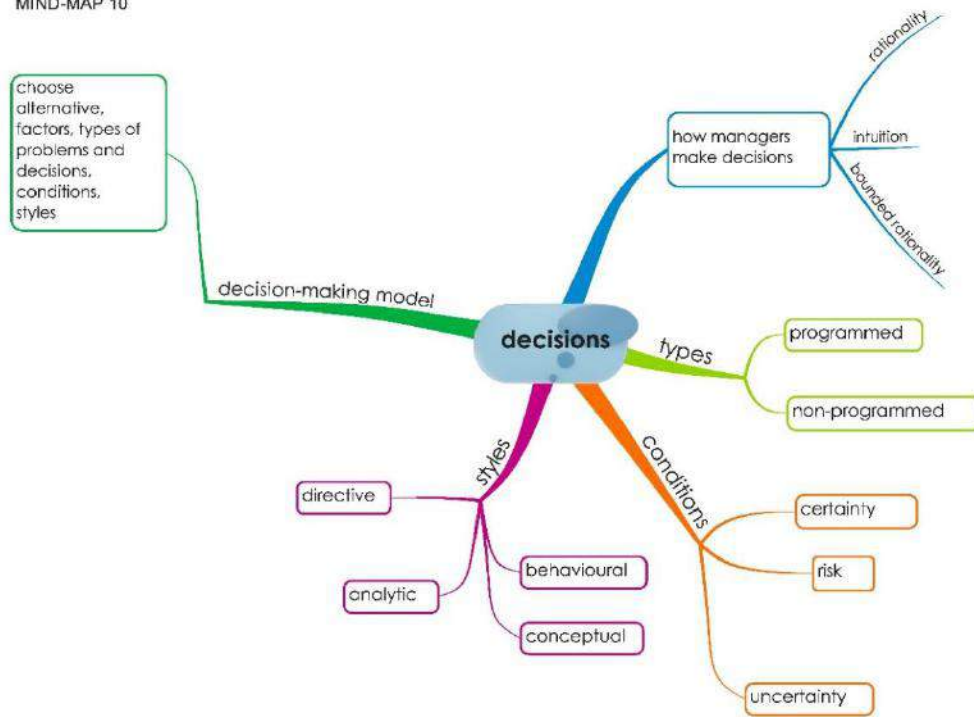 MIND-MAP 10
choose
alternative,
factors, types of
problems and
decisions,
conditions,
styles
decision-making model
how managers
make decisions
rationality
intuition
bounded rationality
decisions
types
programmed
non-programmed
styles
directive
analytic
behavioural
conceptual
conditions
certainty
risk
uncertainty